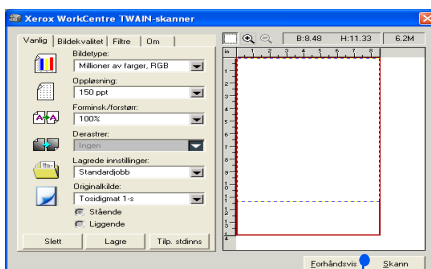 Xerox WorkCentre TWAIN-skanner
Vanlig Bildekvalitet Filtre Om
B:8.48 H:11.33 6.2M
Bildetype:
Millioner av farger, RGB
Oppløsning:
150 ppt
Forminsk./forstørr:
100%
Derastrer:
Ingen
Lagrede innstillinger:
Standardjobb
Originalkilde:
Tosidigmat 1-s
Stående
Liggende
Slett Lagre Tilp. stdinns
in 1 2 3 4 5 6 7 8
Forhåndsvis Skann